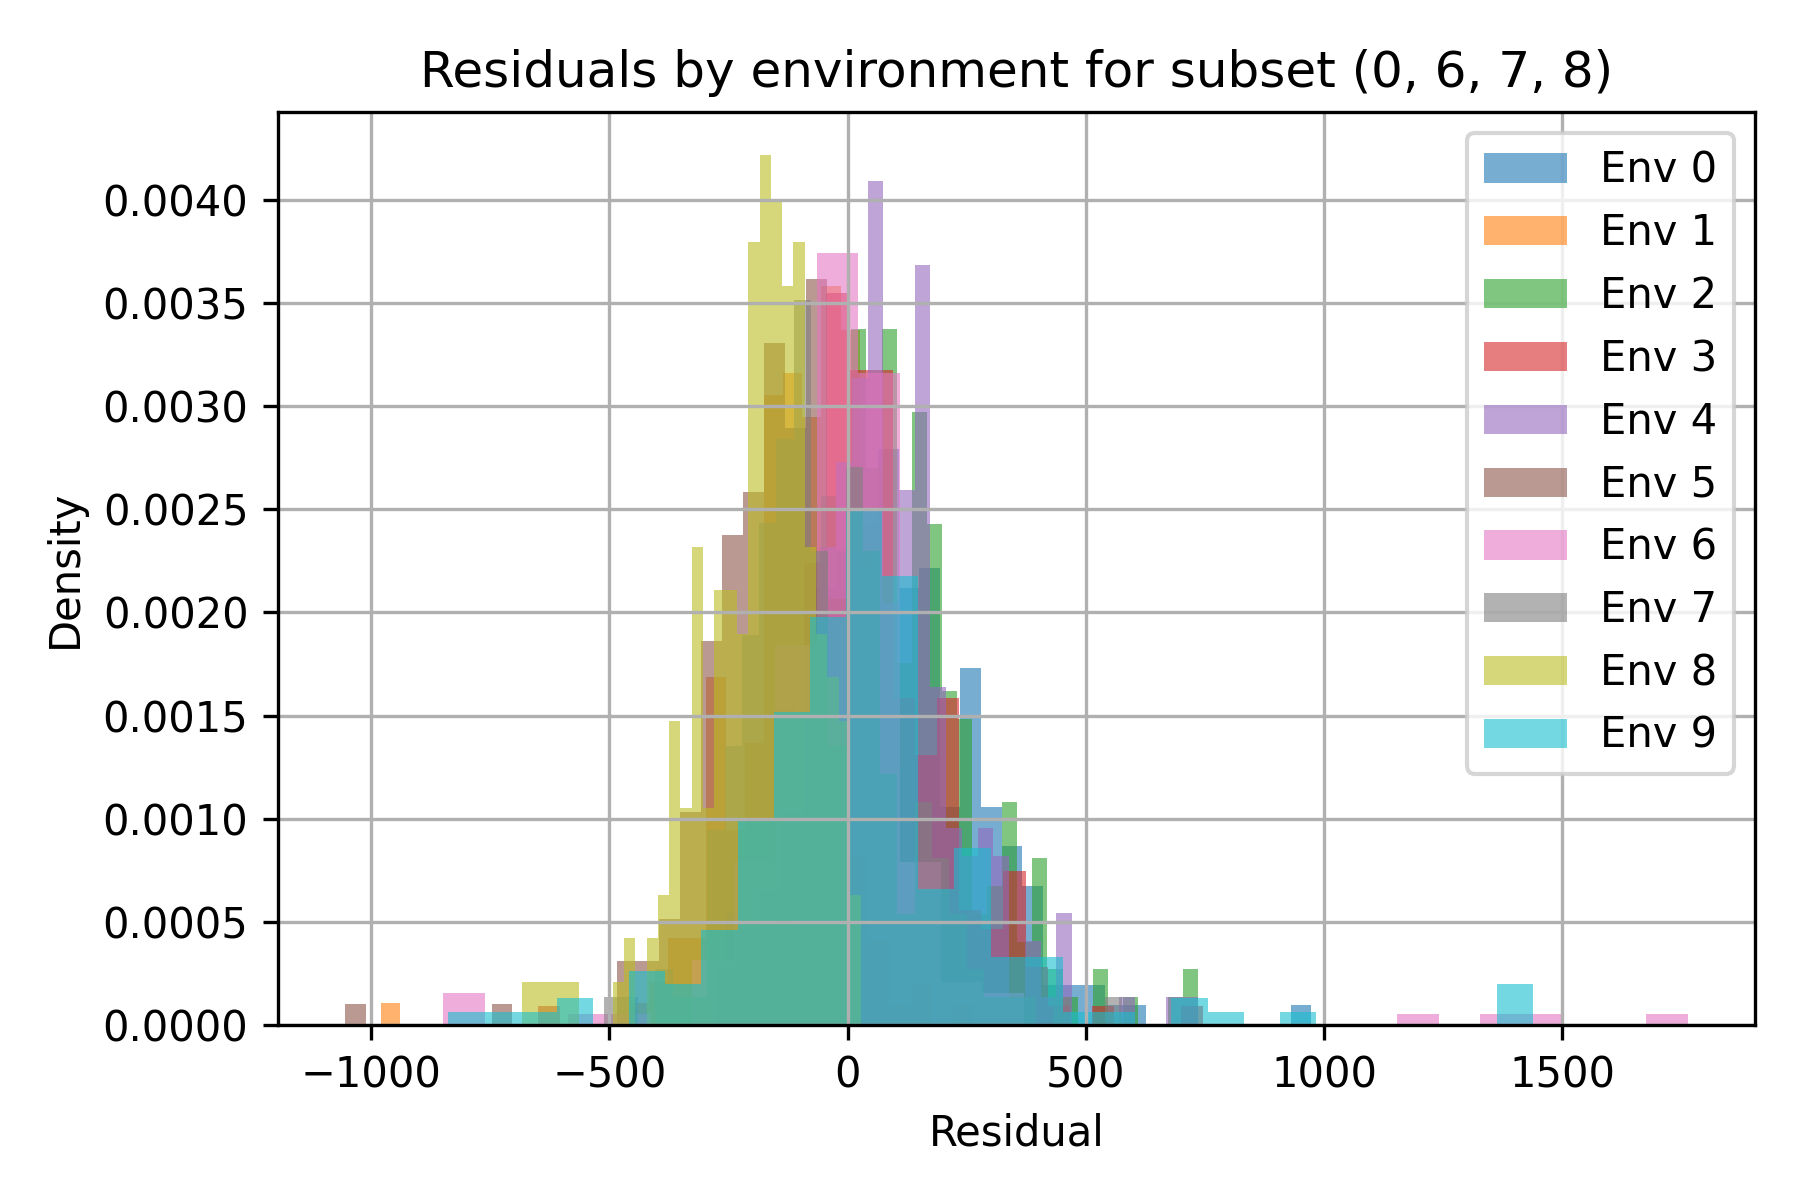 Residuals by environment for subset (0, 6, 7, 8)
Density
0.0040
0.0035
0.0030
0.0025
0.0020
0.0015
0.0010
0.0005
0.0000
−1000
−500
0
500
1000
1500
Residual
Env 0
Env 1
Env 2
Env 3
Env 4
Env 5
Env 6
Env 7
Env 8
Env 9